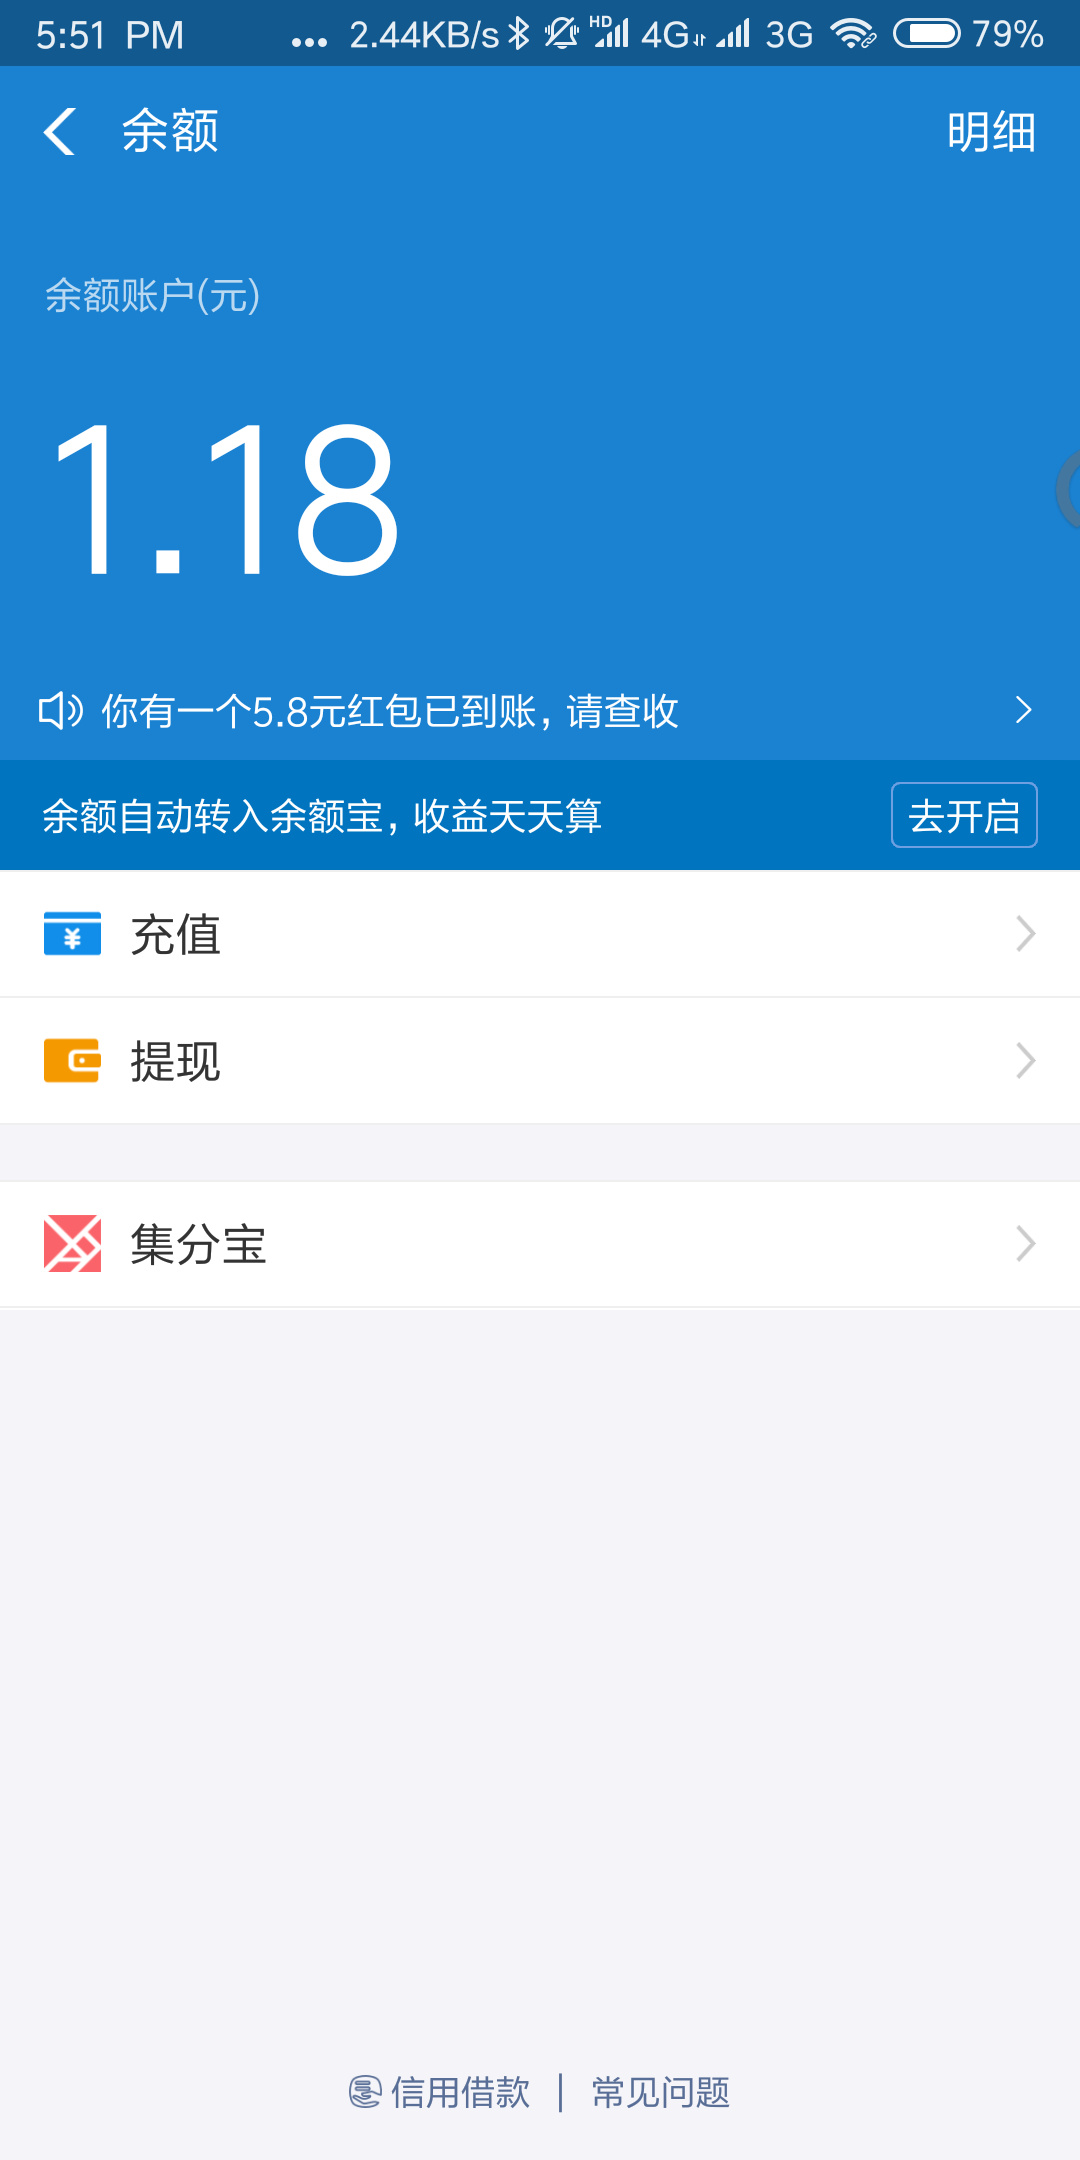 5:51 PM ... 2.44KB/s HD 4G 3G 79%
余额 明细
余额账户(元)
1.18
你有一个5.8元红包已到账，请查收
余额自动转入余额宝，收益天天算 去开启
¥ 充值
提现
集分宝
信用借款 | 常见问题